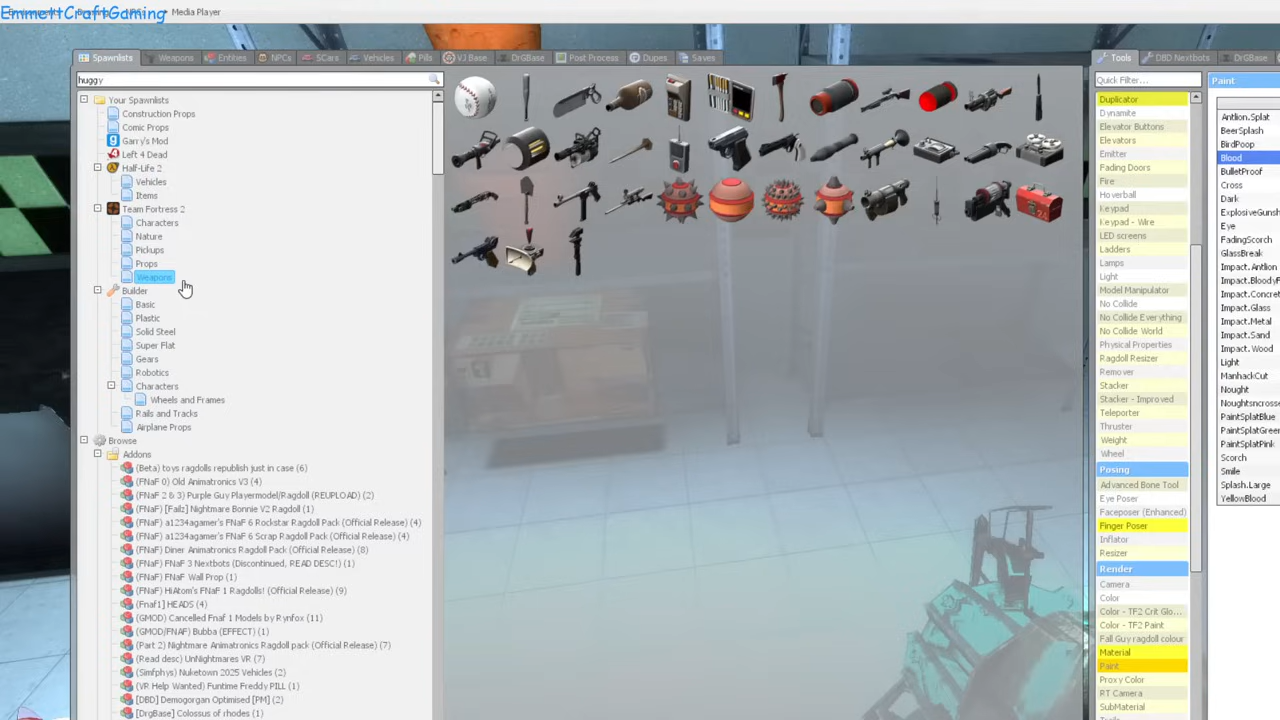 EmmettCraftGaming
Media Player
Spawnlists
Weapons
Entities
NPCs
SCars
Vehicles
Pills
VJ Base
DrGBase
Post Process
Dupes
Saves
Tools
DBD Nextbots
DrGBase
huggy
Quick Filter...
Paint
Your Spawnlists
Construction Props
Comic Props
Garry's Mod
Left 4 Dead
Half-Life 2
Vehicles
Items
Team Fortress 2
Characters
Nature
Pickups
Props
Weapons
Builder
Basic
Plastic
Solid Steel
Super Flat
Gears
Robotics
Characters
Wheels and Frames
Rails and Tracks
Airplane Props
Browse
Addons
(Beta) toys ragdolls republish just in case (6)
(FNaF 0) Old Animatronics V3 (4)
(FNaF 2 & 3) Purple Guy Playermodel/Ragdoll (REUPLOAD) (2)
(FNaF) [Failz] Nightmare Bonnie V2 Ragdoll (1)
(FNaF) a1234agamer's FNaF 6 Rockstar Ragdoll Pack (Official Release) (4)
(FNaF) a1234agamer's FNaF 6 Scrap Ragdoll Pack (Official Release) (4)
(FNaF) Diner Animatronics Ragdoll Pack (Official Release) (8)
(FNaF) FNaF 3 Nextbots (Discontinued, READ DESC!) (1)
(FNaF) FNaF Wall Prop (1)
(FNaF) HiAtom's FNaF 1 Ragdolls! (Official Release) (9)
(Fnaf1] HEADS (4)
(GMOD) Cancelled Fnaf 1 Models by Rynfox (11)
(GMOD/FNAF) Bubba (EFFECT) (1)
(Part 2) Nightmare Animatronics Ragdoll pack (Official Release) (7)
(Read desc) UnNightmares VR (7)
(Simfphys) Nuketown 2025 Vehicles (2)
(VR Help Wanted) Funtime Freddy PILL (1)
[DBD] Demogorgon Optimised [PM] (2)
[DrgBase] Colossus of rhodes (1)
Duplicator
Dynamite
Elevator Buttons
Elevators
Emitter
Fading Doors
Fire
Hoverball
Keypad
Keypad - Wire
LED screens
Ladders
Lamps
Light
Model Manipulator
No Collide
No Collide Everything
No Collide World
Physical Properties
Ragdoll Resizer
Remover
Stacker
Stacker - Improved
Teleporter
Thruster
Weight
Wheel
Posing
Advanced Bone Tool
Eye Poser
Faceposer (Enhanced)
Finger Poser
Inflator
Resizer
Render
Camera
Color
Color - TF2 Crit Glo...
Color - TF2 Paint
Fall Guy ragdoll colour
Material
Paint
Proxy Color
RT Camera
SubMaterial
Antlion.Splat
BeerSplash
BirdPoop
Blood
BulletProof
Cross
Dark
ExplosiveGunsh
Eye
FadingScorch
GlassBreak
Impact.Antlion
Impact.BloodyF
Impact.Concret
Impact.Glass
Impact.Metal
Impact.Sand
Impact.Wood
Light
ManhackCut
Nought
Noughtsncross
PaintSplatBlue
PaintSplatGree
PaintSplatPink
Scorch
Smile
Splash.Large
YellowBlood